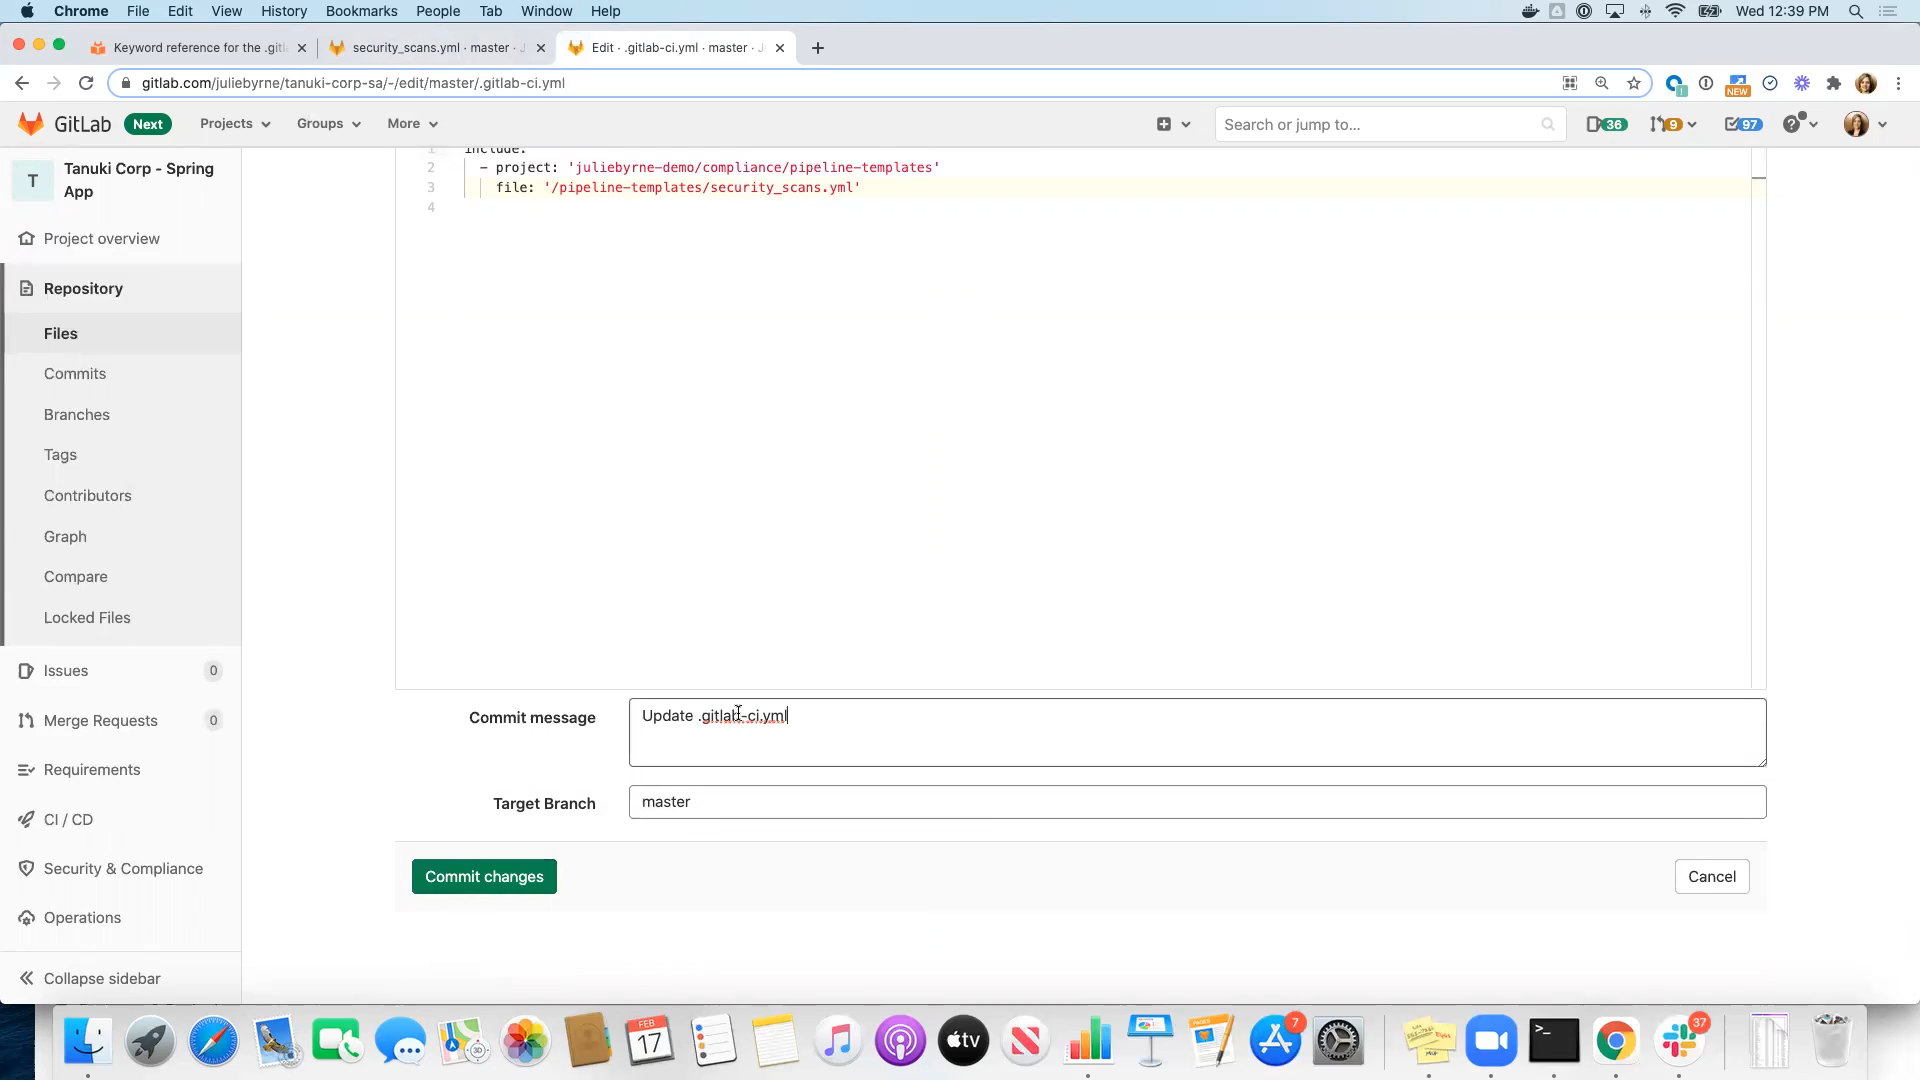 Chrome File Edit View History Bookmarks People Tab Window Help Wed 12:39 PM
Keyword reference for the .gitl
security_scans.yml · master · J
Edit · .gitlab-ci.yml · master · J
gitlab.com/juliebyrne/tanuki-corp-sa/-/edit/master/.gitlab-ci.yml
NEW
GitLab Next Projects Groups More Search or jump to... 36 9 97
T Tanuki Corp - Spring App
Project overview
Repository
Files
Commits
Branches
Tags
Contributors
Graph
Compare
Locked Files
Issues 0
Merge Requests 0
Requirements
CI / CD
Security & Compliance
Operations
Collapse sidebar
1 include:
2 - project: 'juliebyrne-demo/compliance/pipeline-templates'
3 file: '/pipeline-templates/security_scans.yml'
4
Commit message Update .gitlab-ci.yml
Target Branch master
Commit changes Cancel
FEB
17
3D
tv
7
37